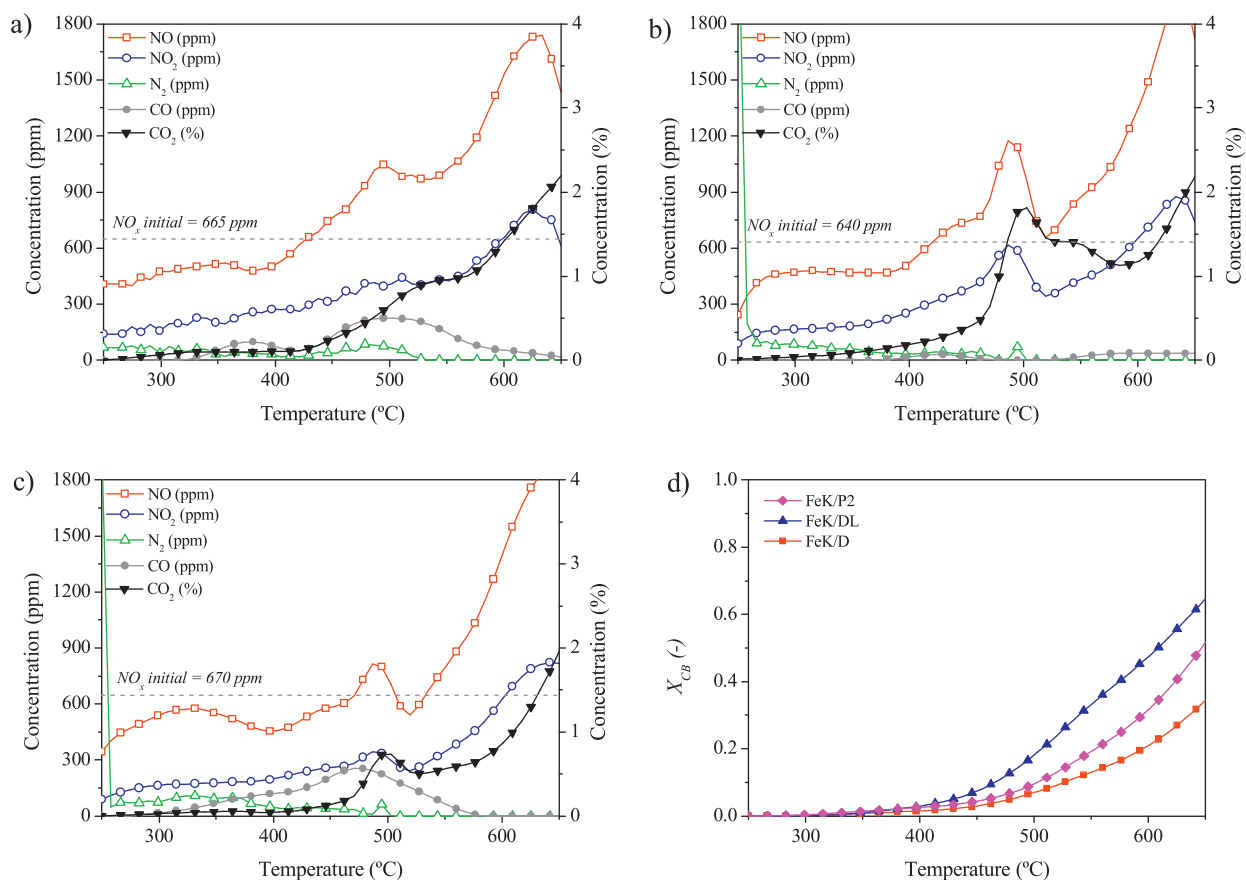 a)
1800
1500
1200
900
600
300
0
4
3
2
1
0
300
400
500
600
Concentration (ppm)
Concentration (%)
Temperature (ºC)
NO (ppm)
NO2 (ppm)
N2 (ppm)
CO (ppm)
CO2 (%)
NOx initial = 665 ppm
b)
1800
1500
1200
900
600
300
0
4
3
2
1
0
300
400
500
600
Concentration (ppm)
Concentration (%)
Temperature (ºC)
NO (ppm)
NO2 (ppm)
N2 (ppm)
CO (ppm)
CO2 (%)
NOx initial = 640 ppm
c)
1800
1500
1200
900
600
300
0
4
3
2
1
0
300
400
500
600
Concentration (ppm)
Concentration (%)
Temperature (ºC)
NO (ppm)
NO2 (ppm)
N2 (ppm)
CO (ppm)
CO2 (%)
NOx initial = 670 ppm
d)
1.0
0.8
0.6
0.4
0.2
0.0
300
400
500
600
XCB (-)
Temperature (ºC)
FeK/P2
FeK/DL
FeK/D